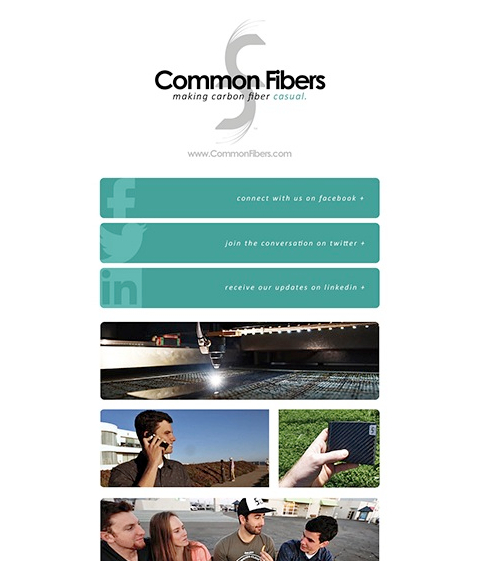 Common Fibers
making carbon fiber casual.
www.CommonFibers.com
connect with us on facebook +
join the conversation on twitter +
in
receive our updates on linkedin +